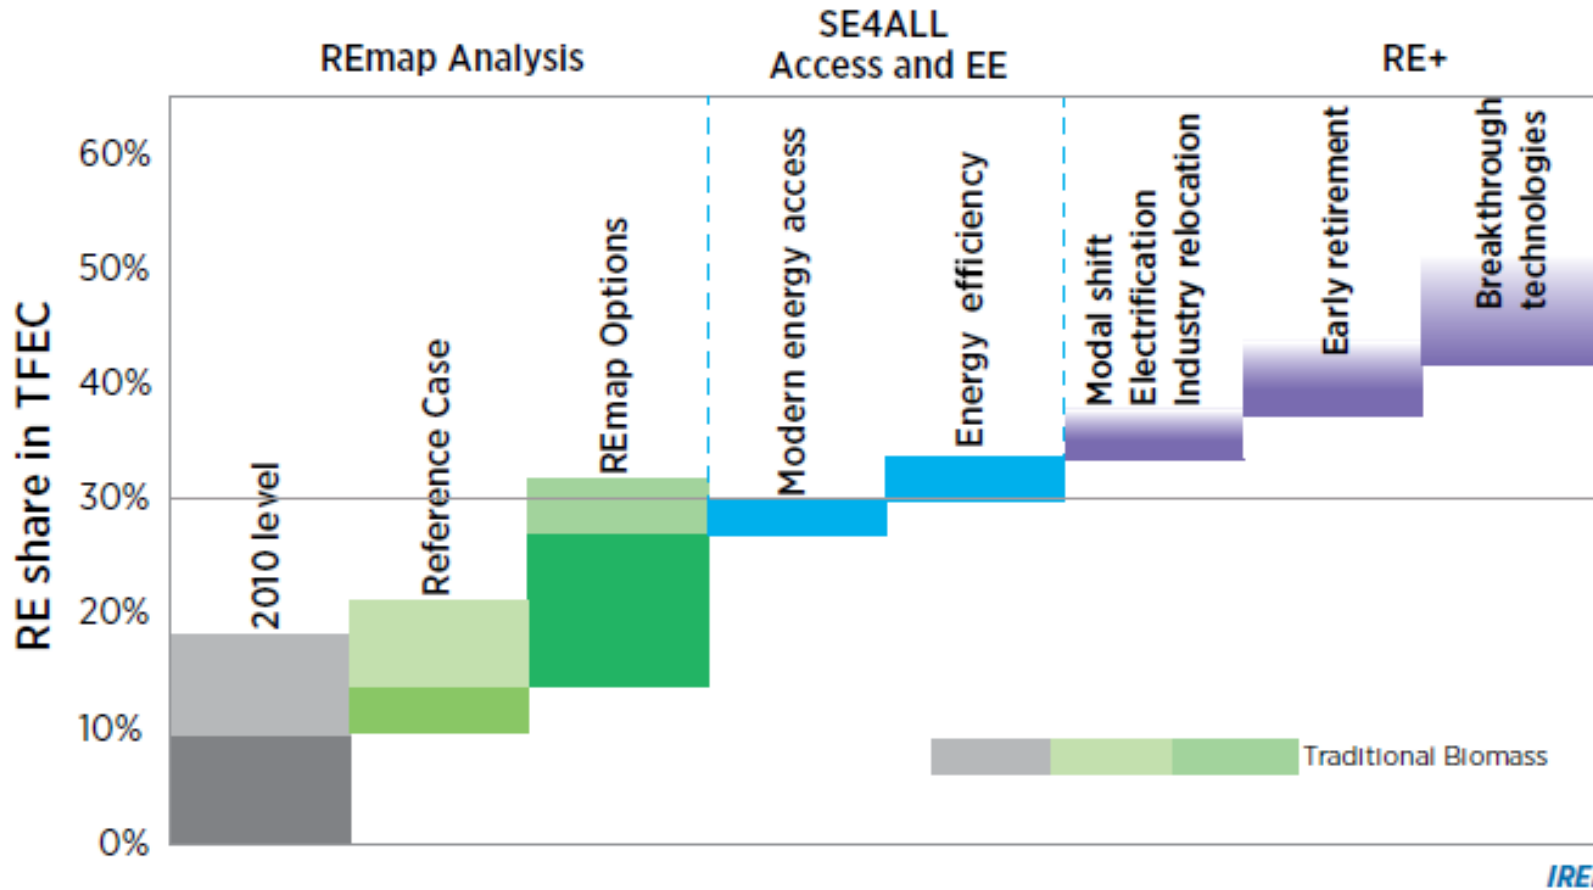 REmap Analysis
SE4ALL
Access and EE
RE+
RE share in TFEC
60%
50%
40%
30%
20%
10%
0%
2010 level
Reference Case
REmap Options
Modern energy access
Energy efficiency
Modal shift
Electrification
Industry relocation
Early retirement
Breakthrough
technologies
Traditional Biomass
IRE